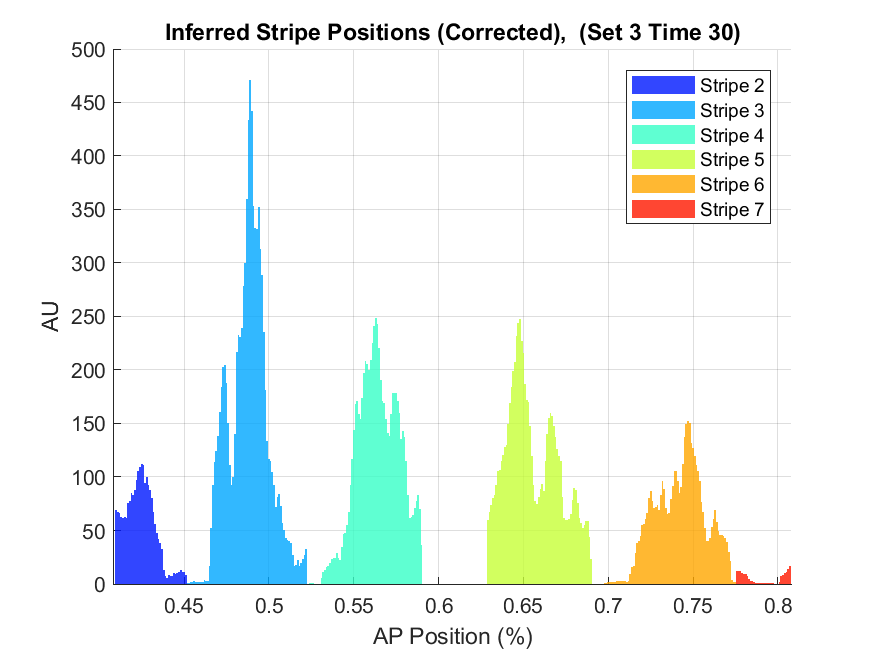 Inferred Stripe Positions (Corrected),  (Set 3 Time 30)
500
450
400
350
300
250
200
150
100
50
0
AU
Stripe 2
Stripe 3
Stripe 4
Stripe 5
Stripe 6
Stripe 7
0.45 0.5 0.55 0.6 0.65 0.7 0.75 0.8
AP Position (%)